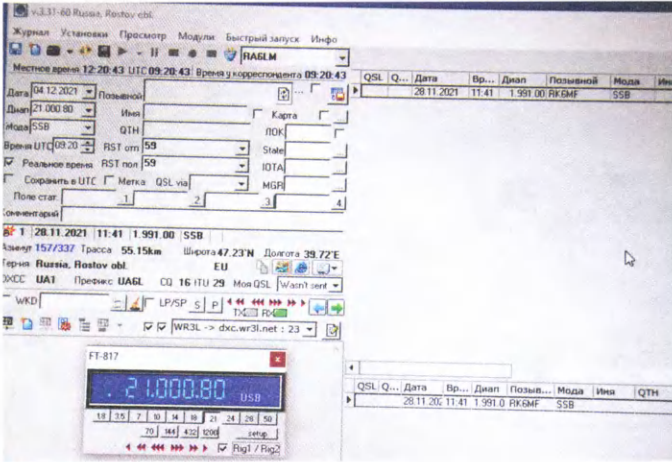 v.3.31-60 Russia, Rostov obl.
Журнал Установки Просмотр Модули Быстрый запуск Инфо
RA6LM
Местное время 12:20:43 UTC 09:20:43 Время у корреспондента 09:20:43
Дата 04.12.2021 Позывной
Диап 21.000.80 Имя Карта
Мода SSB QTH ЛОК
Время UTC 09:20 RST отп 59 State
Реальное время RST пол 59 IOTA
Сохранить в UTC Метка QSL via MGR
Поле стат. 1 2 3 4
Комментарий
1 28.11.2021 11:41 1.991.00 SSB
Азимут 157/337 Трасса 55.15km Широта 47.23'N Долгота 39.72'E
Тер-ия Russia, Rostov obl. EU
DXCC UA1 Префикс UA6L CQ 16 ITU 29 Моя QSL Wasn't sent
WKD LP/SP S P TX RX
WR3L -> dxc.wr3l.net : 23
FT-817
. 21.000.80 USB
1.8 3.5 7 10 14 18 21 24 28 50
70 144 432 1200 setup
Rig1 / Rig2
QSL Q... Дата Вр... Диап Позывной Мода Имя
28.11.2021 11:41 1.991.00 RK6MF SSB
QSL Q... Дата Вр... Диап Позыв... Мода Имя QTH
28.11.202 11:41 1.991.0 RK6MF SSB